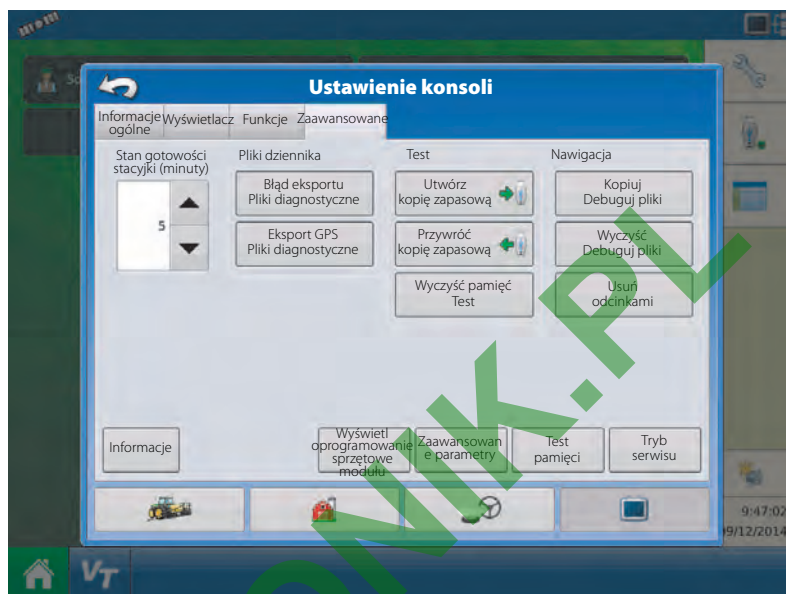 Ustawienie konsoli
Informacje
ogólne
Wyświetlacz
Funkcje
Zaawansowane
Stan gotowości
stacyjki (minuty)
5
Pliki dziennika
Błąd eksportu
Pliki diagnostyczne
Eksport GPS
Pliki diagnostyczne
Test
Utwórz
kopię zapasową
Przywróć
kopię zapasową
Wyczyść pamięć
Test
Nawigacja
Kopiuj
Debuguj pliki
Wyczyść
Debuguj pliki
Usuń
odcinkami
Informacje
Wyświetl
oprogramowanie
sprzętowe
modułu
Zaawansowan
e parametry
Test
pamięci
Tryb
serwisu
9:47:02
09/12/2014
VT
ONIK.PL